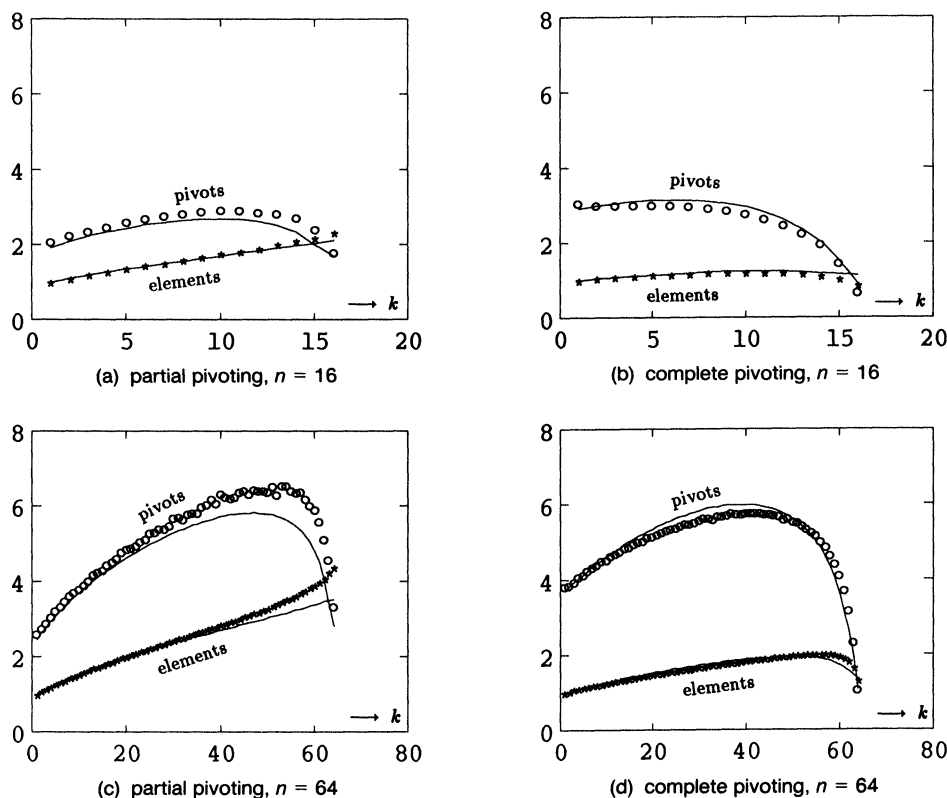 8
6
4
2
0
pivots
elements
→ k
0 5 10 15 20
(a) partial pivoting, n = 16
8
6
4
2
0
pivots
elements
→ k
0 5 10 15 20
(b) complete pivoting, n = 16
8
6
4
2
0
pivots
elements
→ k
0 20 40 60 80
(c) partial pivoting, n = 64
8
6
4
2
0
pivots
elements
→ k
0 20 40 60 80
(d) complete pivoting, n = 64